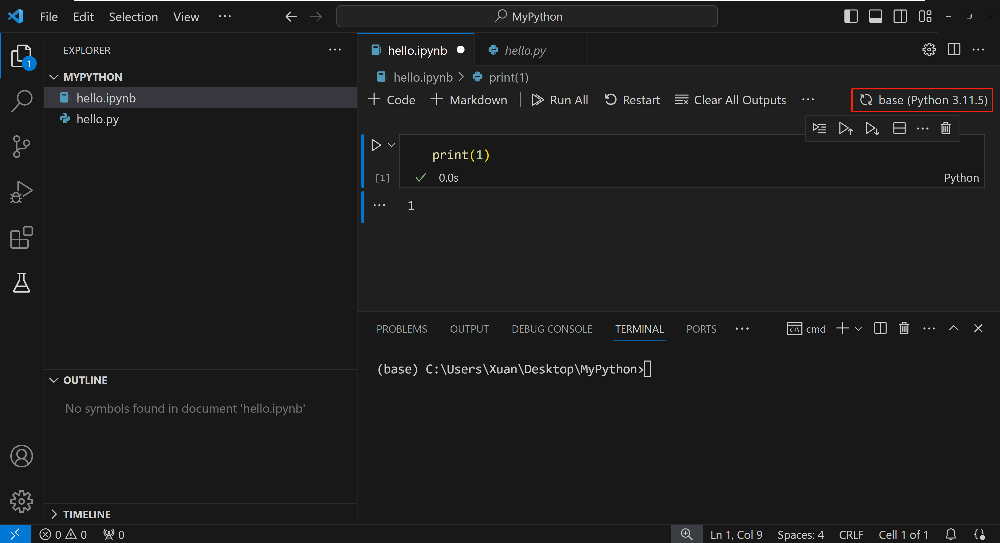 File Edit Selection View ··· MyPython
EXPLORER ···
1
MYPYTHON
hello.ipynb
hello.py
hello.ipynb hello.py ···
hello.ipynb > print(1)
Code Markdown | Run All Restart Clear All Outputs ··· base (Python 3.11.5)
print(1)
[1] 0.0s Python
··· 1
PROBLEMS OUTPUT DEBUG CONSOLE TERMINAL PORTS ··· C:\ cmd
(base) C:\Users\Xuan\Desktop\MyPython>
OUTLINE
No symbols found in document 'hello.ipynb'
TIMELINE
0 0 0 Ln 1, Col 9 Spaces: 4 CRLF Cell 1 of 1